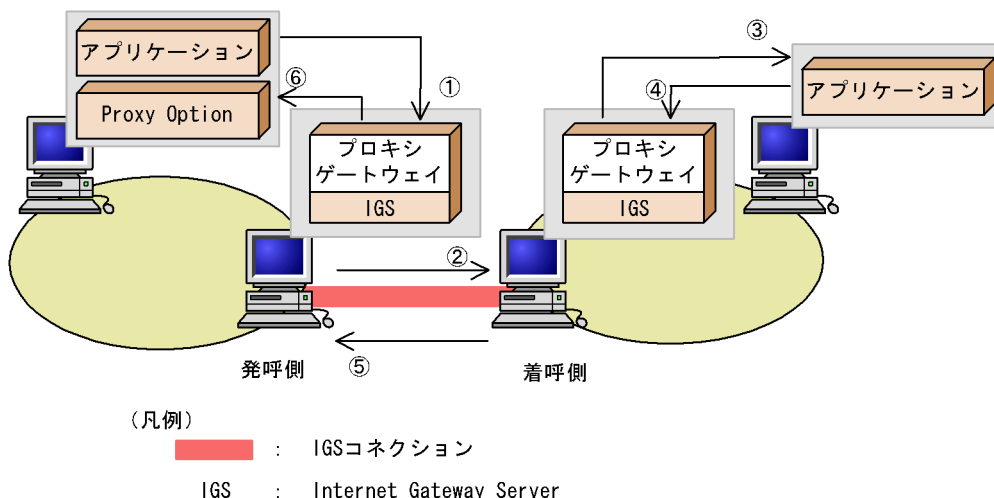 アプリケーション
Proxy Option
⑥
①
プロキシ
ゲートウェイ
IGS
③
④
アプリケーション
プロキシ
ゲートウェイ
IGS
②
⑤
発呼側
着呼側
(凡例)
: IGSコネクション
IGS : Internet Gateway Server